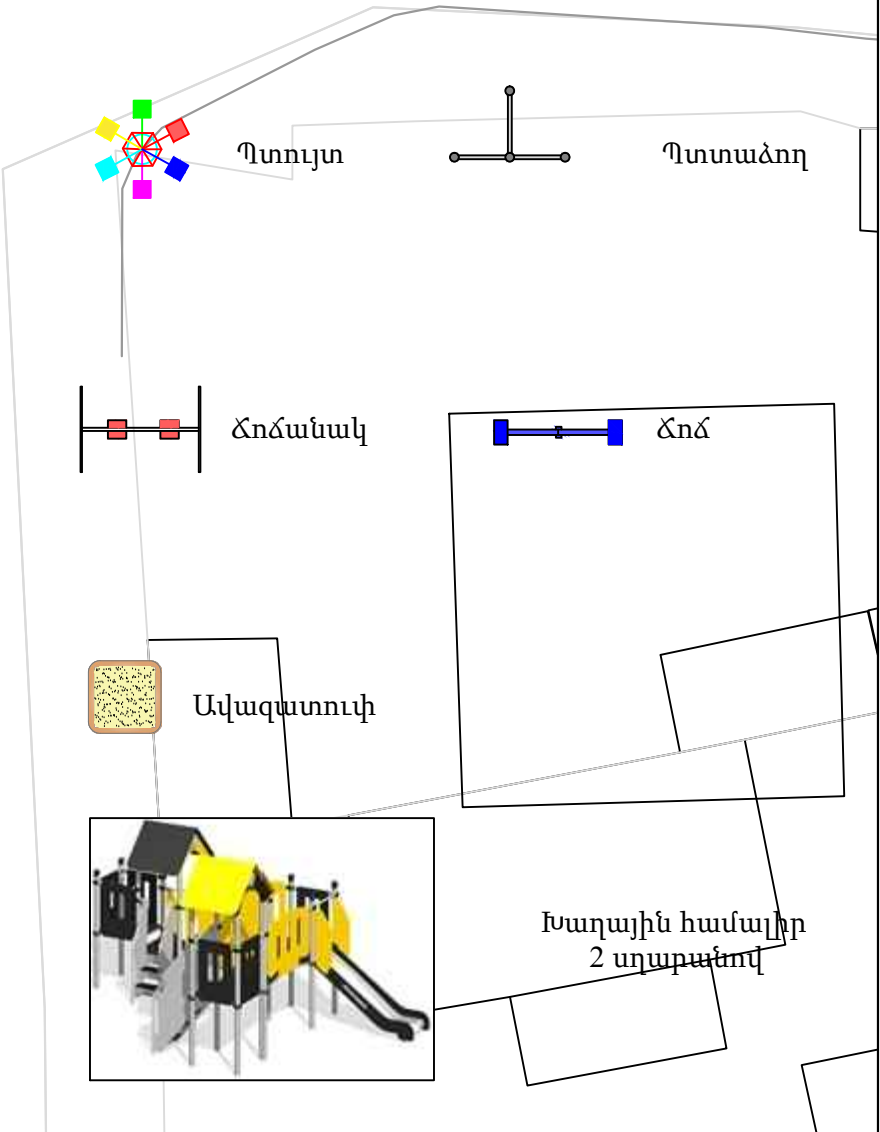 Պտույտ
Պտտաձող
Ճոճանակ
Ճոճ
Ավազատուփ
Խաղային համալիր
2 սղարանով